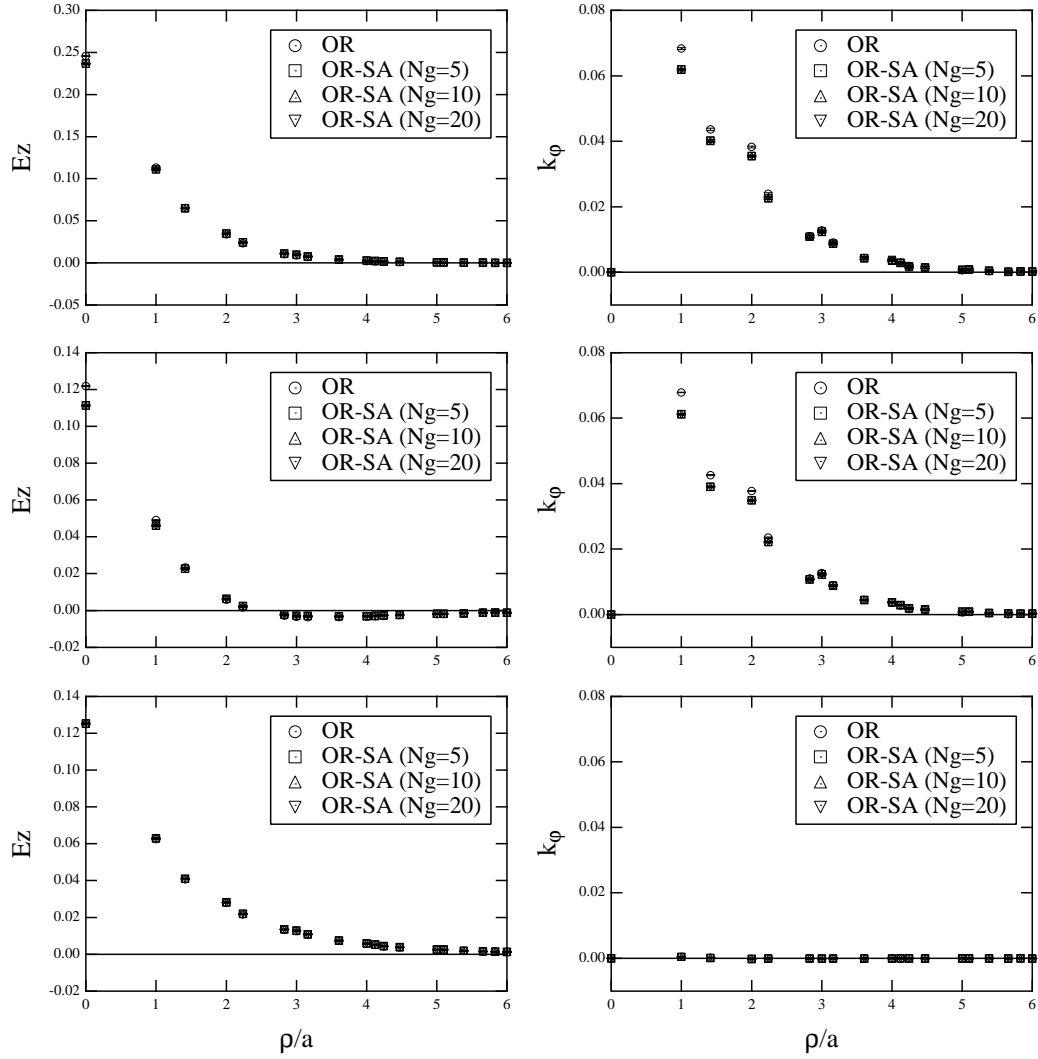 0.30
0.25
0.20
0.15
0.10
0.05
0.00
-0.05
Ez
0 1 2 3 4 5 6
OR
OR-SA (Ng=5)
OR-SA (Ng=10)
OR-SA (Ng=20)
0.08
0.06
0.04
0.02
0.00
kφ
0 1 2 3 4 5 6
OR
OR-SA (Ng=5)
OR-SA (Ng=10)
OR-SA (Ng=20)
0.14
0.12
0.10
0.08
0.06
0.04
0.02
0.00
-0.02
Ez
0 1 2 3 4 5 6
OR
OR-SA (Ng=5)
OR-SA (Ng=10)
OR-SA (Ng=20)
0.08
0.06
0.04
0.02
0.00
kφ
0 1 2 3 4 5 6
OR
OR-SA (Ng=5)
OR-SA (Ng=10)
OR-SA (Ng=20)
0.14
0.12
0.10
0.08
0.06
0.04
0.02
0.00
-0.02
Ez
0 1 2 3 4 5 6
ρ/a
OR
OR-SA (Ng=5)
OR-SA (Ng=10)
OR-SA (Ng=20)
0.08
0.06
0.04
0.02
0.00
kφ
0 1 2 3 4 5 6
ρ/a
OR
OR-SA (Ng=5)
OR-SA (Ng=10)
OR-SA (Ng=20)